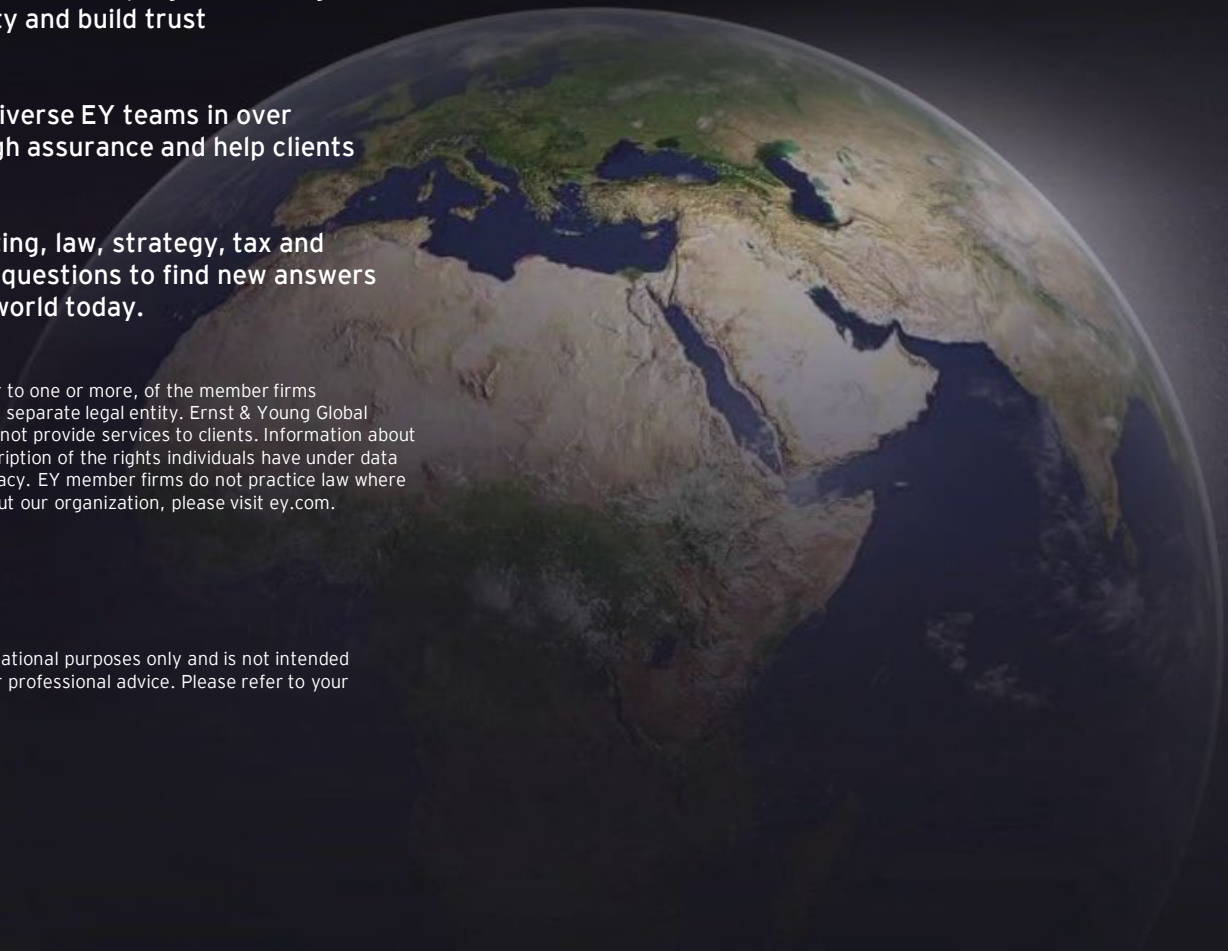 ty and build trust
iverse EY teams in over
gh assurance and help clients
ting, law, strategy, tax and
questions to find new answers
world today.
r to one or more, of the member firms
separate legal entity. Ernst & Young Global
not provide services to clients. Information about
ription of the rights individuals have under data
acy. EY member firms do not practice law where
ut our organization, please visit ey.com.
ational purposes only and is not intended
r professional advice. Please refer to your